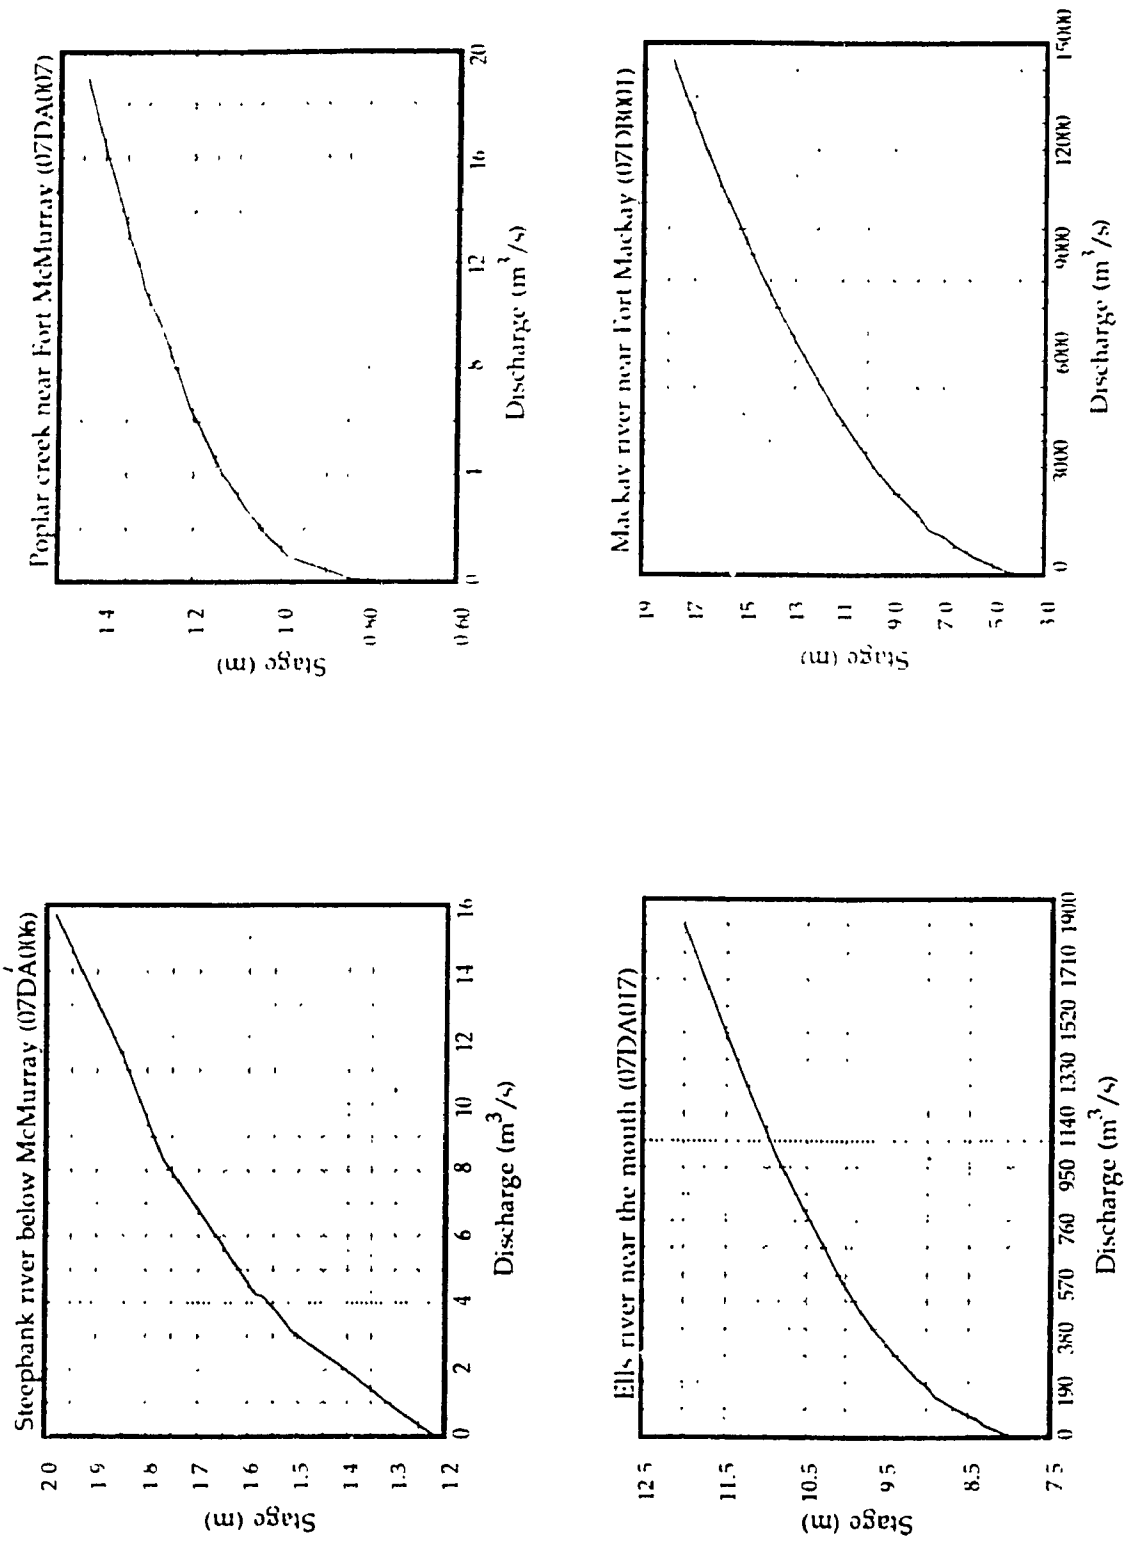 Steepbank river below McMurray (07DA006)
2.0
1.9
1.8
1.7
1.6
1.5
1.4
1.3
1.2
Stage (m)
0 2 4 6 8 10 12 14 16
Discharge (m³/s)
Poplar creek near Fort McMurray (07DA007)
1.4
1.2
1.0
0.80
0.60
Stage (m)
0 4 8 12 16 20
Discharge (m³/s)
Ells river near the mouth (07DA017)
12.5
11.5
10.5
9.5
8.5
7.5
Stage (m)
0 190 380 570 760 950 1140 1330 1520 1710 1900
Discharge (m³/s)
Mackay river near Fort Mackay (07DB001)
19
17
15
13
11
9.0
7.0
5.0
3.0
Stage (m)
0 3000 6000 9000 12000 15000
Discharge (m³/s)